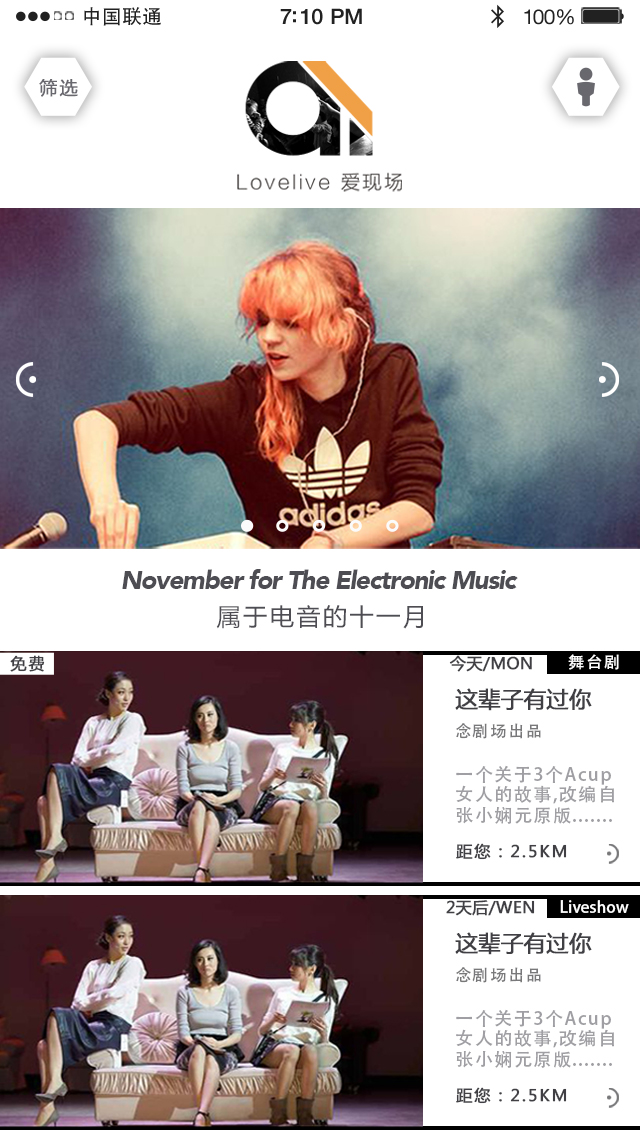 中国联通 7:10 PM 100%
筛选
Lovelive 爱现场
adidas
November for The Electronic Music
属于电音的十一月
免费
今天/MON 舞台剧
这辈子有过你
念剧场出品
一个关于3个Acup
女人的故事,改编自
张小娴元原版.......
距您：2.5KM
2天后/WEN Liveshow
这辈子有过你
念剧场出品
一个关于3个Acup
女人的故事,改编自
张小娴元原版.......
距您：2.5KM